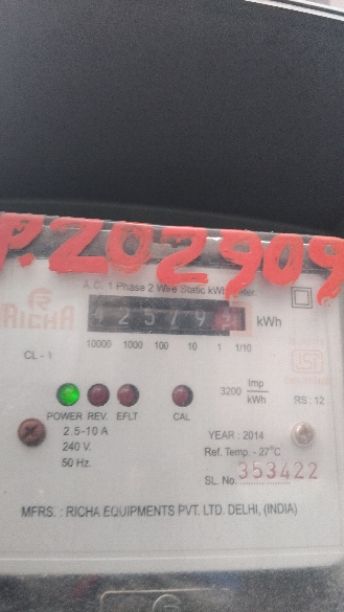 P.202909
RICHA
A.C. 1 Phase 2 Wire Static kWh Meter.
42579 kWh
10000 1000 100 10 1 1/10
CL - 1
3200 Imp/kWh
RS : 12
POWER REV. EFLT CAL
2.5-10 A
240 V.
50 Hz.
YEAR : 2014
Ref. Temp. - 27°C
SL. No. 353422
MFRS. : RICHA EQUIPMENTS PVT. LTD. DELHI, (INDIA)